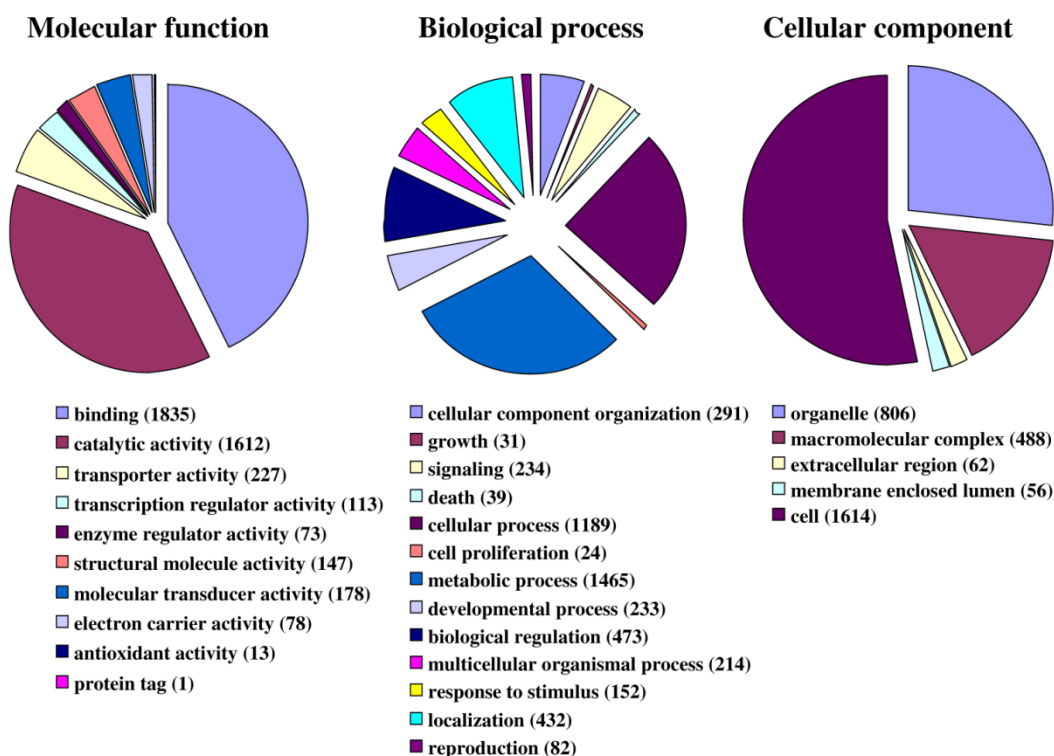 Molecular function
Biological process
Cellular component
binding (1835)
catalytic activity (1612)
transporter activity (227)
transcription regulator activity (113)
enzyme regulator activity (73)
structural molecule activity (147)
molecular transducer activity (178)
electron carrier activity (78)
antioxidant activity (13)
protein tag (1)
cellular component organization (291)
growth (31)
signaling (234)
death (39)
cellular process (1189)
cell proliferation (24)
metabolic process (1465)
developmental process (233)
biological regulation (473)
multicellular organismal process (214)
response to stimulus (152)
localization (432)
reproduction (82)
organelle (806)
macromolecular complex (488)
extracellular region (62)
membrane enclosed lumen (56)
cell (1614)